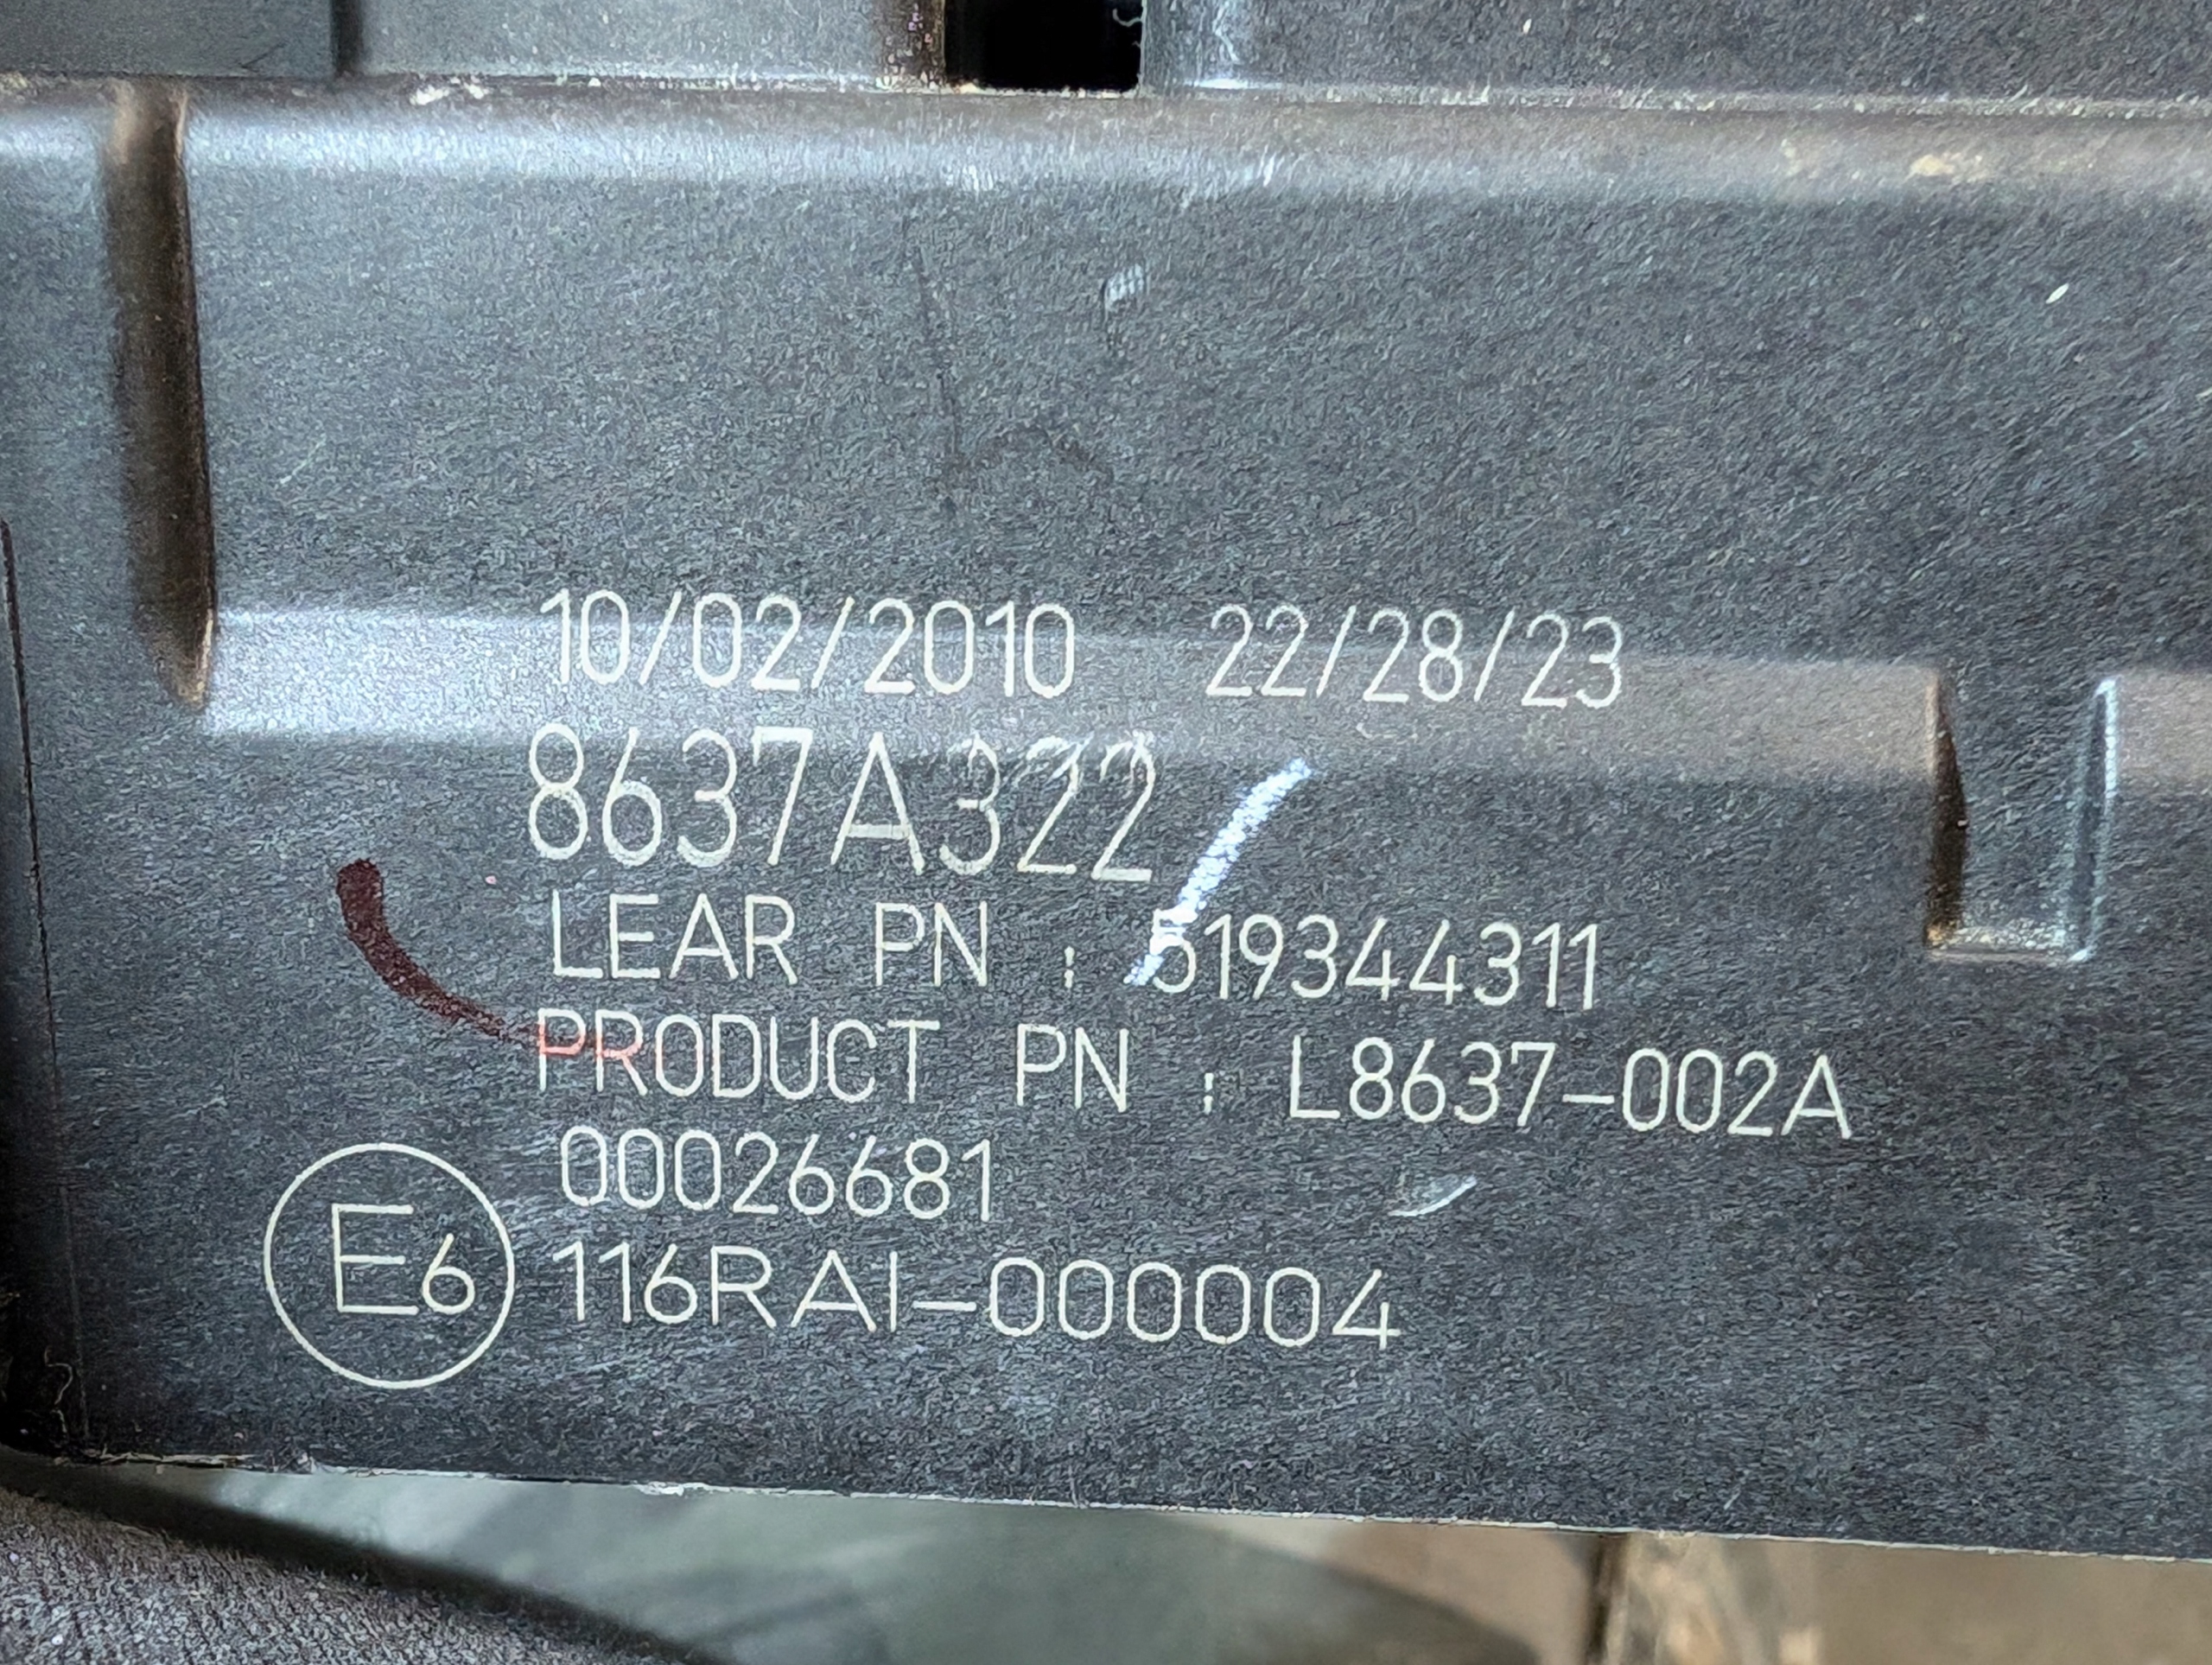 10/02/2010 22/28/23
8637A322
LEAR PN : 519344311
PRODUCT PN : L8637-002A
00026681
E6 116RAI-000004